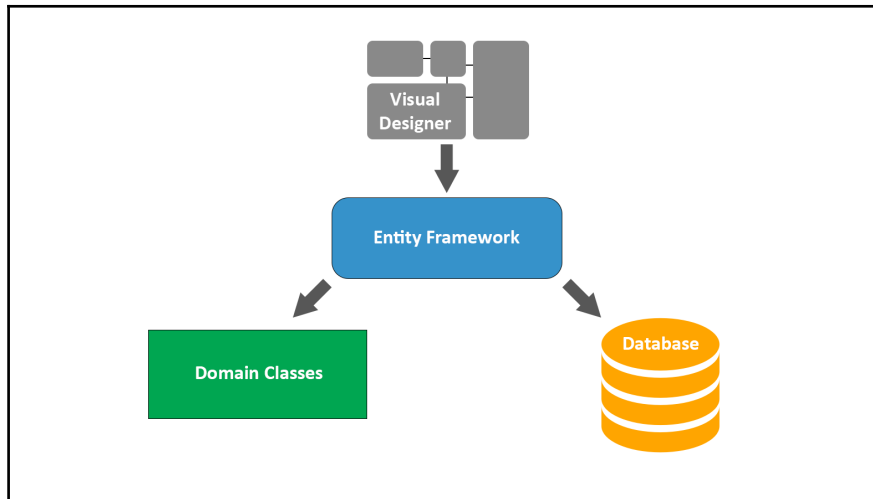 Visual
Designer
Entity Framework
Domain Classes
Database